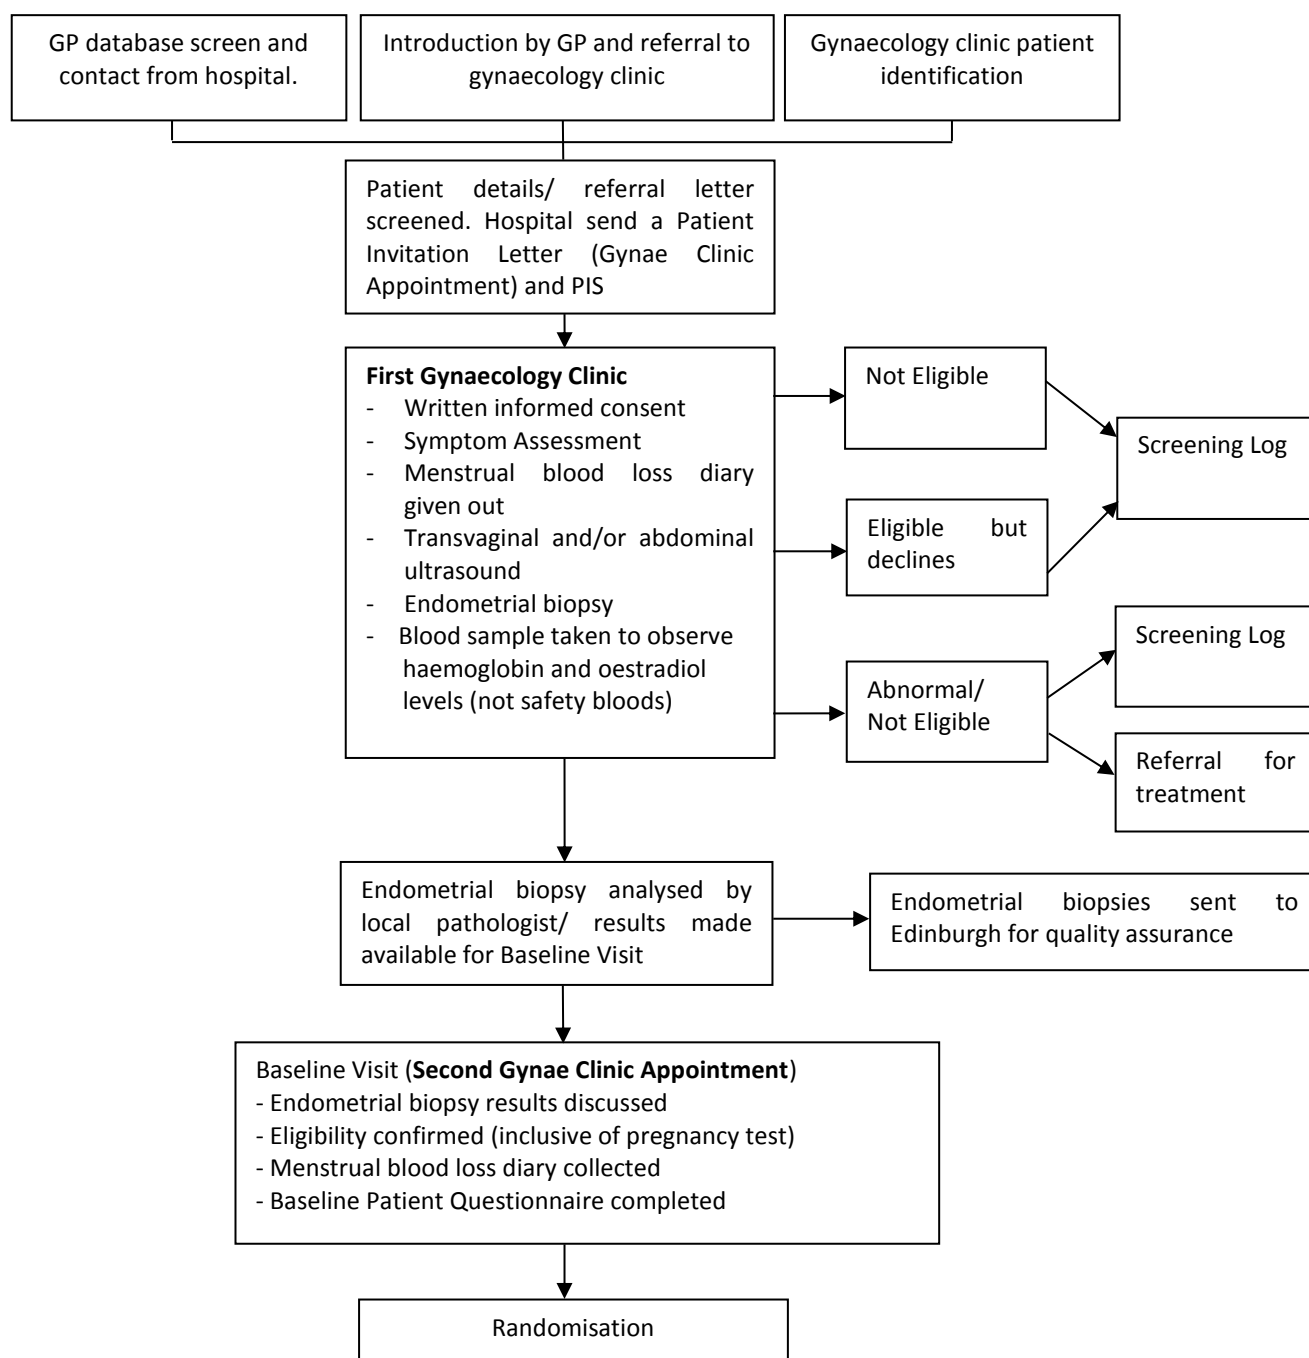 GP database screen and
contact from hospital.
Introduction by GP and referral to
gynaecology clinic
Gynaecology clinic patient
identification
Patient details/ referral letter
screened. Hospital send a Patient
Invitation Letter (Gynae Clinic
Appointment) and PIS
First Gynaecology Clinic
- Written informed consent
- Symptom Assessment
- Menstrual blood loss diary
given out
- Transvaginal and/or abdominal
ultrasound
- Endometrial biopsy
- Blood sample taken to observe
haemoglobin and oestradiol
levels (not safety bloods)
Not Eligible
Eligible but
declines
Screening Log
Abnormal/
Not Eligible
Screening Log
Referral for
treatment
Endometrial biopsy analysed by
local pathologist/ results made
available for Baseline Visit
Endometrial biopsies sent to
Edinburgh for quality assurance
Baseline Visit (Second Gynae Clinic Appointment)
- Endometrial biopsy results discussed
- Eligibility confirmed (inclusive of pregnancy test)
- Menstrual blood loss diary collected
- Baseline Patient Questionnaire completed
Randomisation